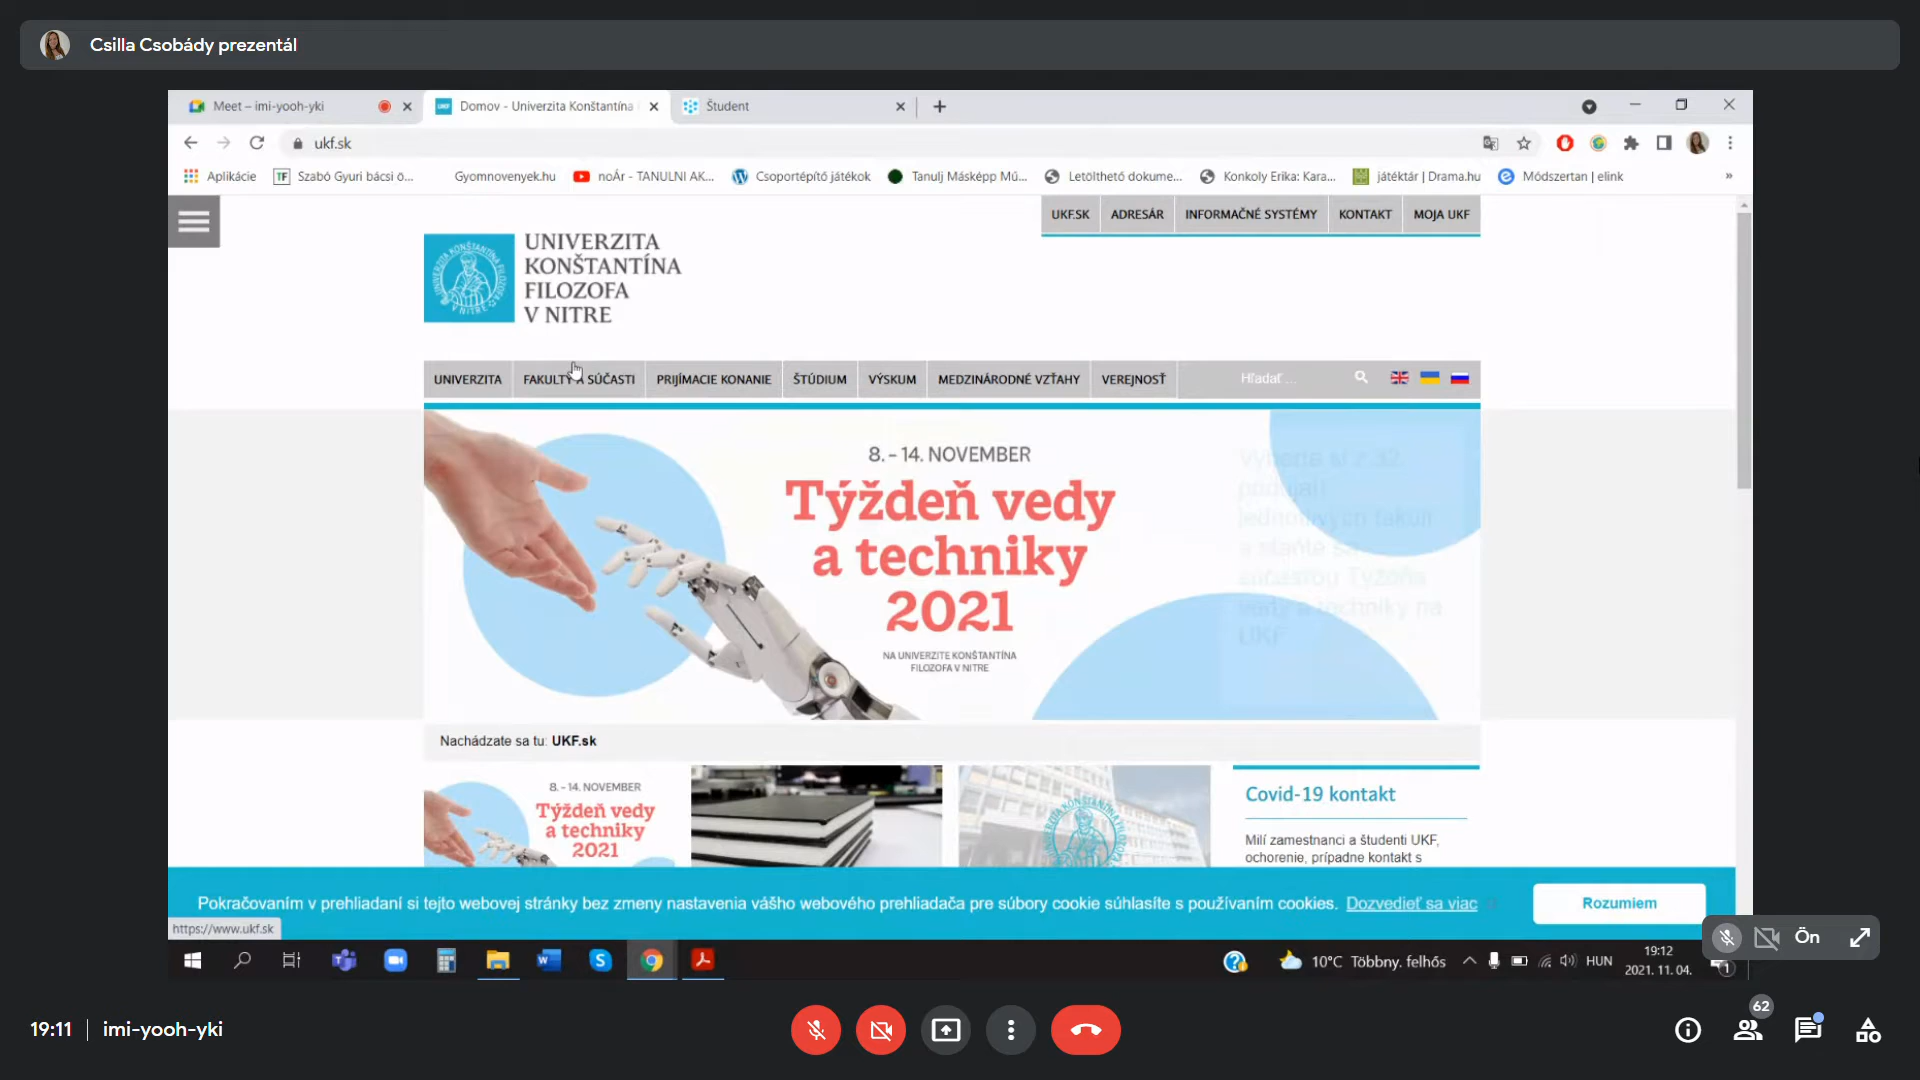 Csilla Csobády prezentál
Meet – imi-yooh-yki
Domov - Univerzita Konštantína
Študent
ukf.sk
Aplikácie
TF
Szabó Gyuri bácsi ö...
Gyomnovenyek.hu
noÁr - TANULNI AK...
Csoportépítő játékok
Tanulj Másképp Mű...
Letölthető dokume...
Konkoly Erika: Kara...
játéktár | Drama.hu
Módszertan | elink
»
UKF.SK
ADRESÁR
INFORMAČNÉ SYSTÉMY
KONTAKT
MOJA UKF
UNIVERZITA
KONŠTANTÍNA
FILOZOFA
V NITRE
UNIVERZITA
FAKULTY A SÚČASTI
PRIJÍMACIE KONANIE
ŠTÚDIUM
VÝSKUM
MEDZINÁRODNÉ VZŤAHY
VEREJNOSŤ
Hľadať ...
8. – 14. NOVEMBER
Týždeň vedy
a techniky
2021
NA UNIVERZITE KONŠTANTÍNA
FILOZOFA V NITRE
Nachádzate sa tu: UKF.sk
8. – 14. NOVEMBER
Týždeň vedy
a techniky
2021
Covid-19 kontakt
Milí zamestnanci a študenti UKF,
ochorenie, prípadne kontakt s
Pokračovaním v prehliadaní si tejto webovej stránky bez zmeny nastavenia vášho webového prehliadača pre súbory cookie súhlasíte s používaním cookies. Dozvedieť sa viac
Rozumiem
https://www.ukf.sk
Ön
10°C Többny. felhős
HUN
19:12
2021. 11. 04.
1
19:11
imi-yooh-yki
62